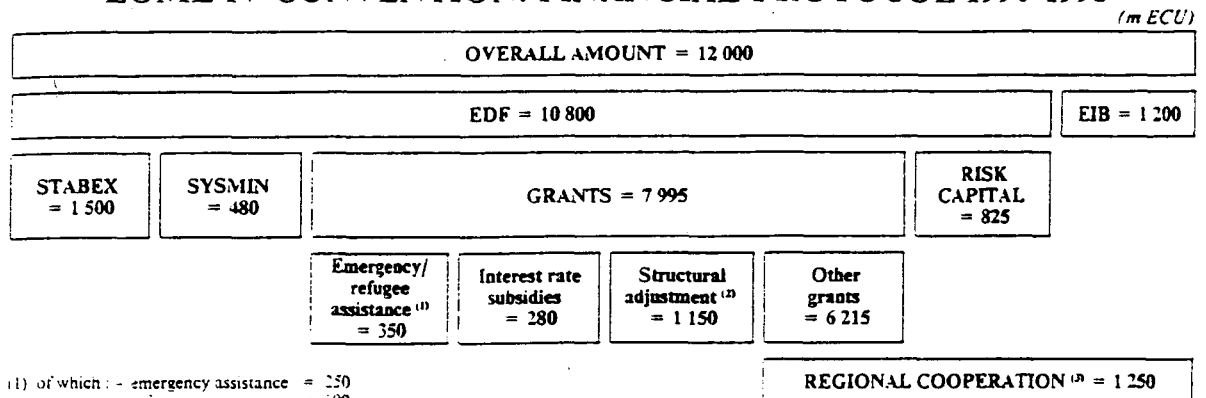 (m ECU)
OVERALL AMOUNT = 12 000
EDF = 10 800
EIB = 1 200
STABEX
= 1 500
SYSMIN
= 480
GRANTS = 7 995
RISK
CAPITAL
= 825
Emergency/
refugee
assistance (1)
= 350
Interest rate
subsidies
= 280
Structural
adjustment (2)
= 1 150
Other
grants
= 6 215
(1) of which : - emergency assistance = 250
REGIONAL COOPERATION (3) = 1 250